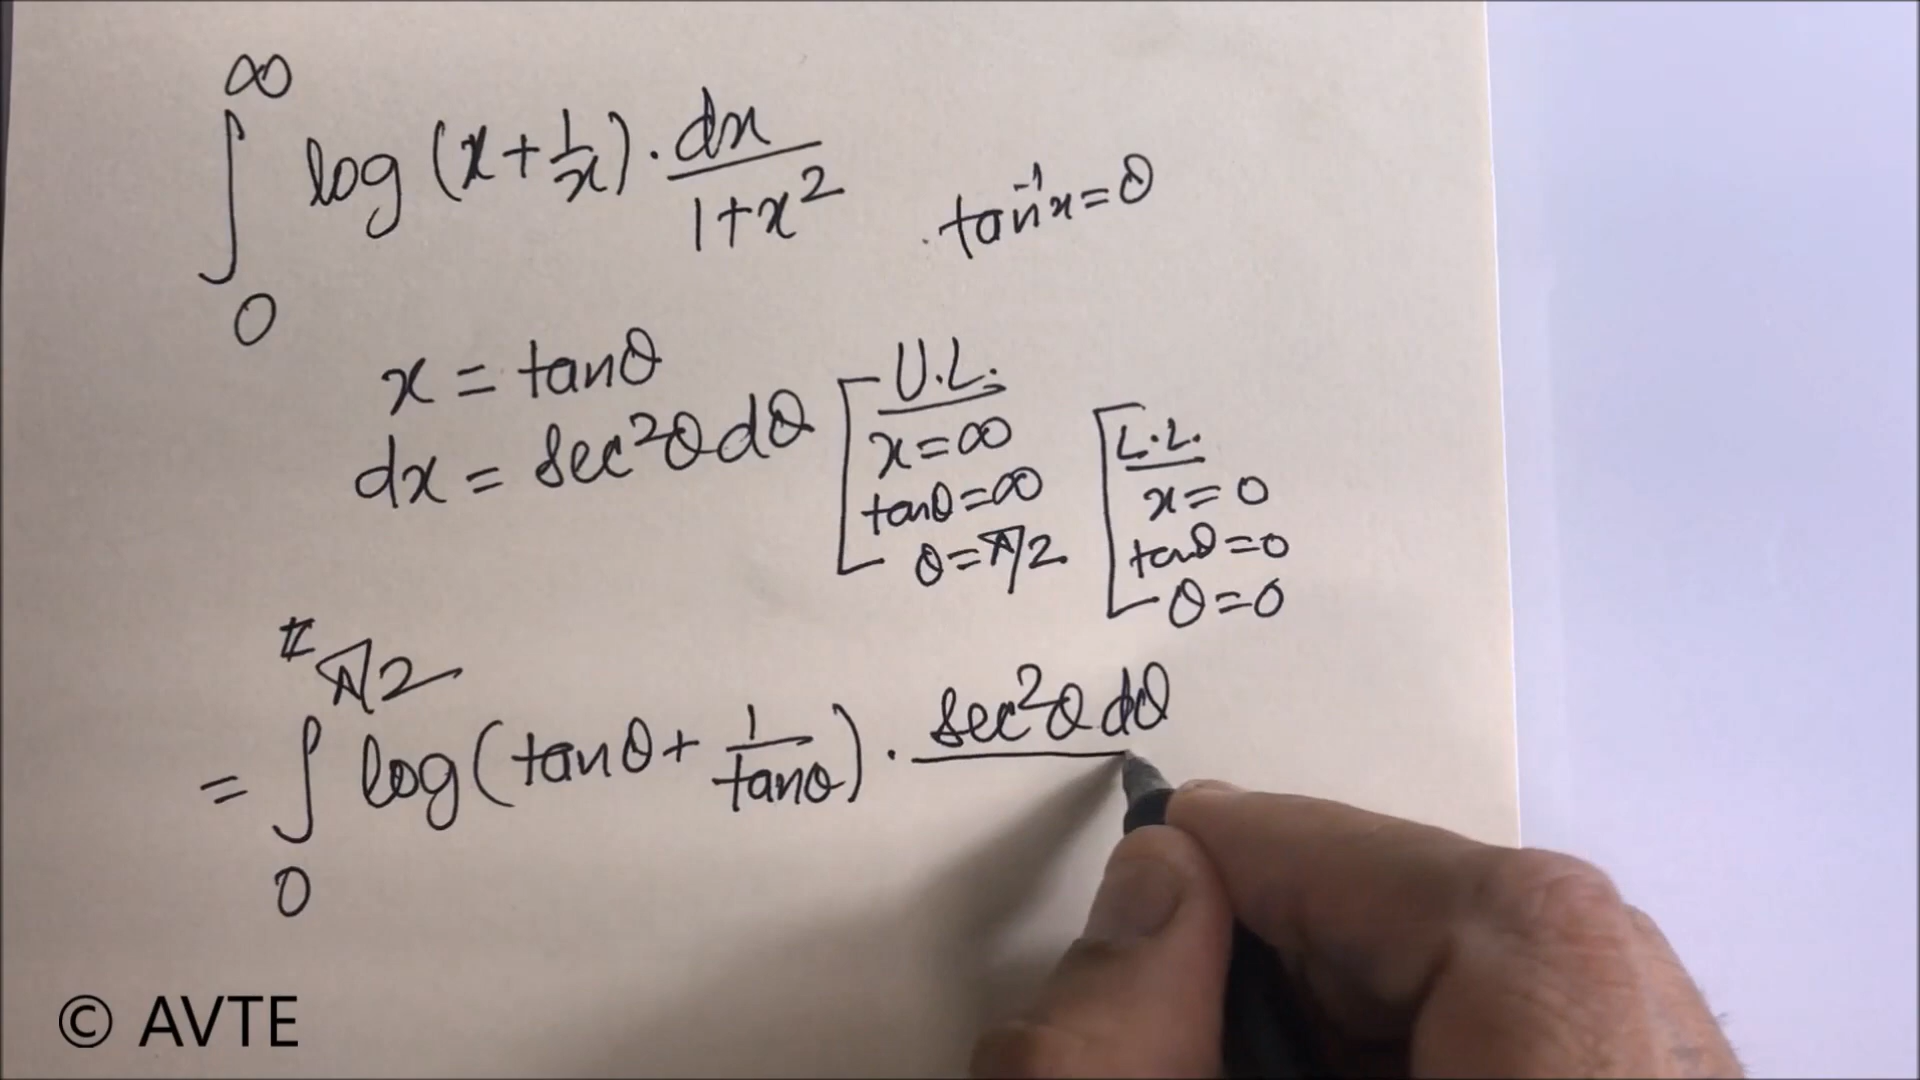 ∫₀^∞ log (x + 1/x) · dx / 1+x²
tan⁻¹x = θ
x = tanθ
dx = sec²θ dθ
U.L.
x = ∞
tanθ = ∞
θ = π/2
L.L.
x = 0
tanθ = 0
θ = 0
= ∫₀^π/2 log (tanθ + 1/tanθ) · sec²θ dθ
© AVTE